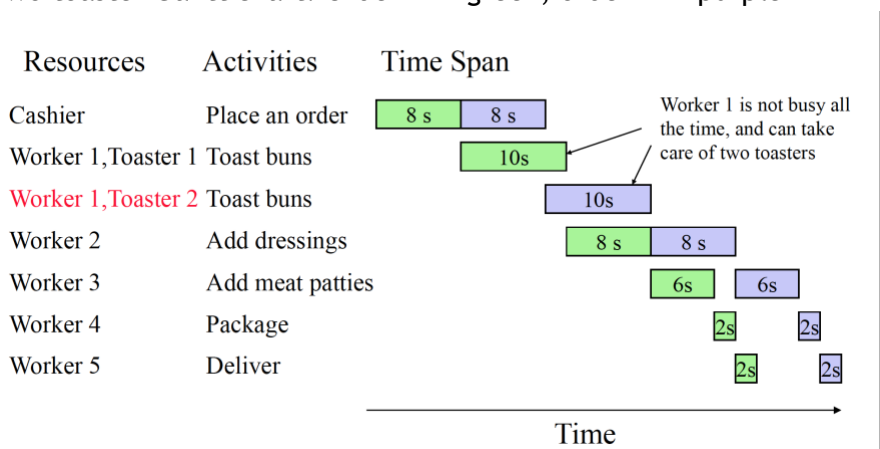 Resources Activities Time Span
Cashier Place an order 8 s 8 s
Worker 1 is not busy all
the time, and can take
care of two toasters
Worker 1,Toaster 1 Toast buns 10s
Worker 1,Toaster 2 Toast buns 10s
Worker 2 Add dressings 8 s 8 s
Worker 3 Add meat patties 6s 6s
Worker 4 Package 2s 2s
Worker 5 Deliver 2s 2s
Time